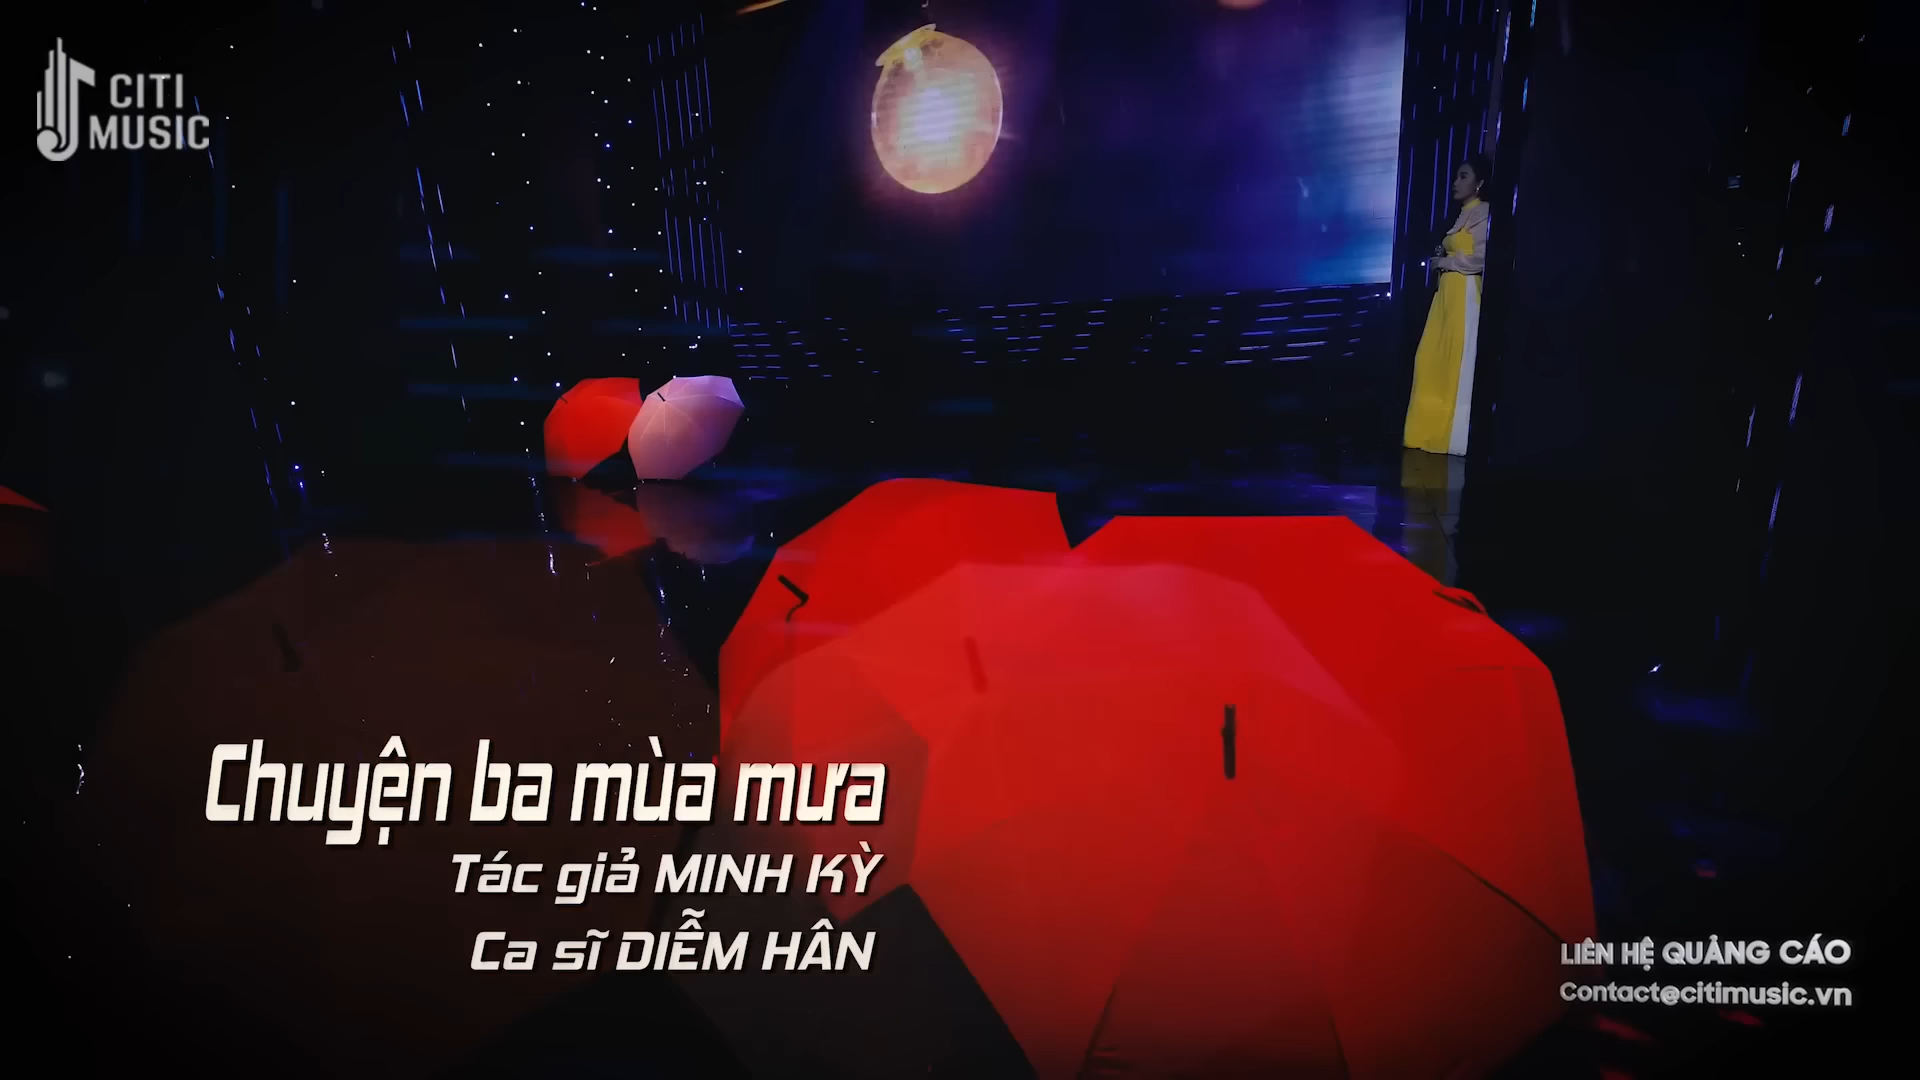 CITI
MUSIC
Chuyện ba mùa mưa
Tác giả MINH KỲ
Ca sĩ DIỄM HÂN
LIÊN HỆ QUẢNG CÁO
Contact@citimusic.vn